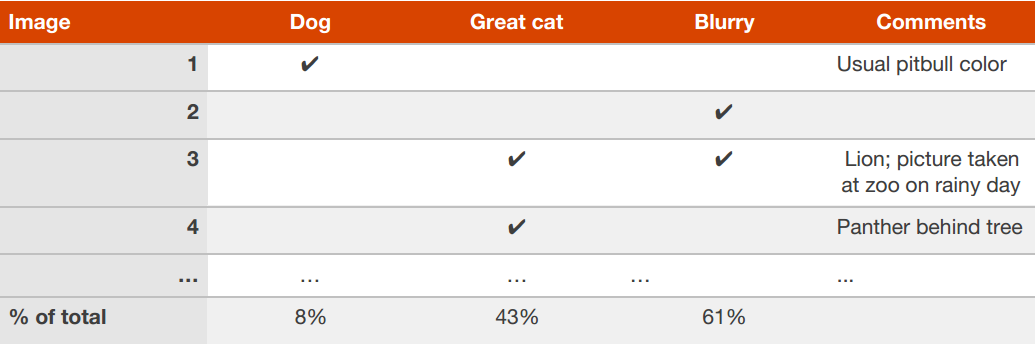 Image Dog Great cat Blurry Comments
1 ✔ Usual pitbull color
2 ✔
3 ✔ ✔ Lion; picture taken
at zoo on rainy day
4 ✔ Panther behind tree
... ... ... ... ...
% of total 8% 43% 61%